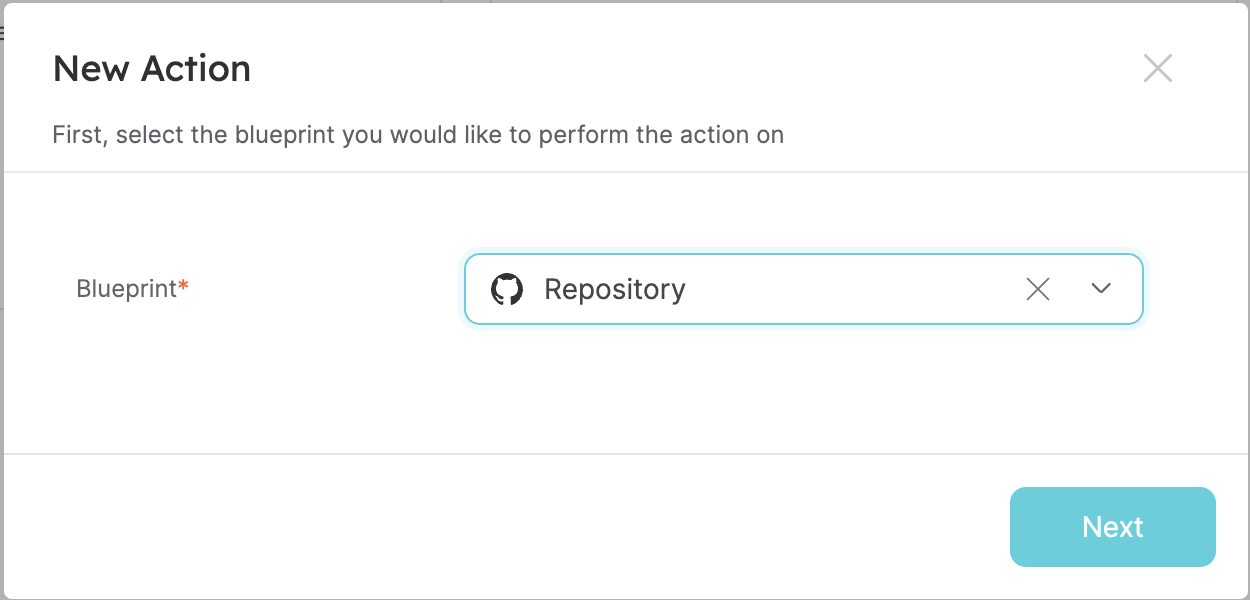 New Action
First, select the blueprint you would like to perform the action on
Blueprint*
Repository
Next